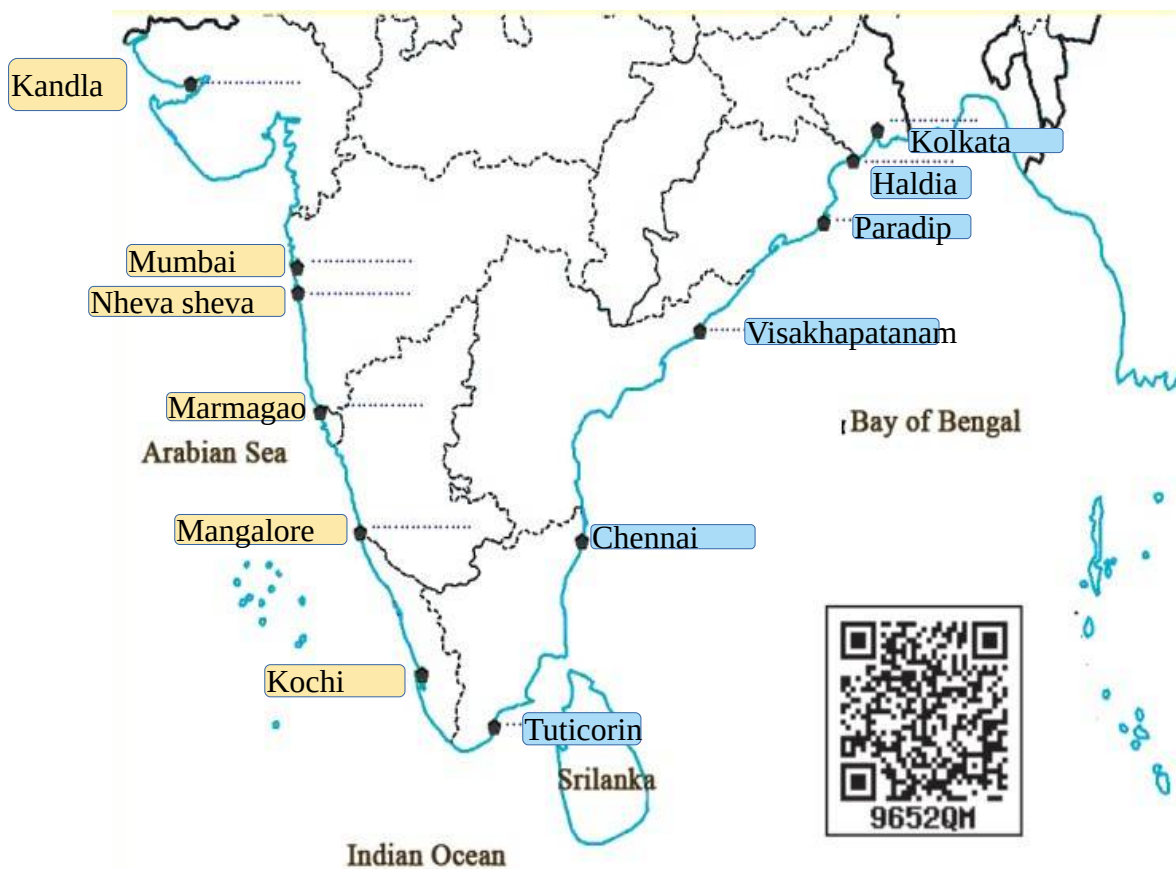 Kandla
Kolkata
Haldia
Paradip
Mumbai
Nheva sheva
Visakhapatanam
Marmagao
Bay of Bengal
Arabian Sea
Mangalore
Chennai
Kochi
Tuticorin
Srilanka
9652QM
Indian Ocean